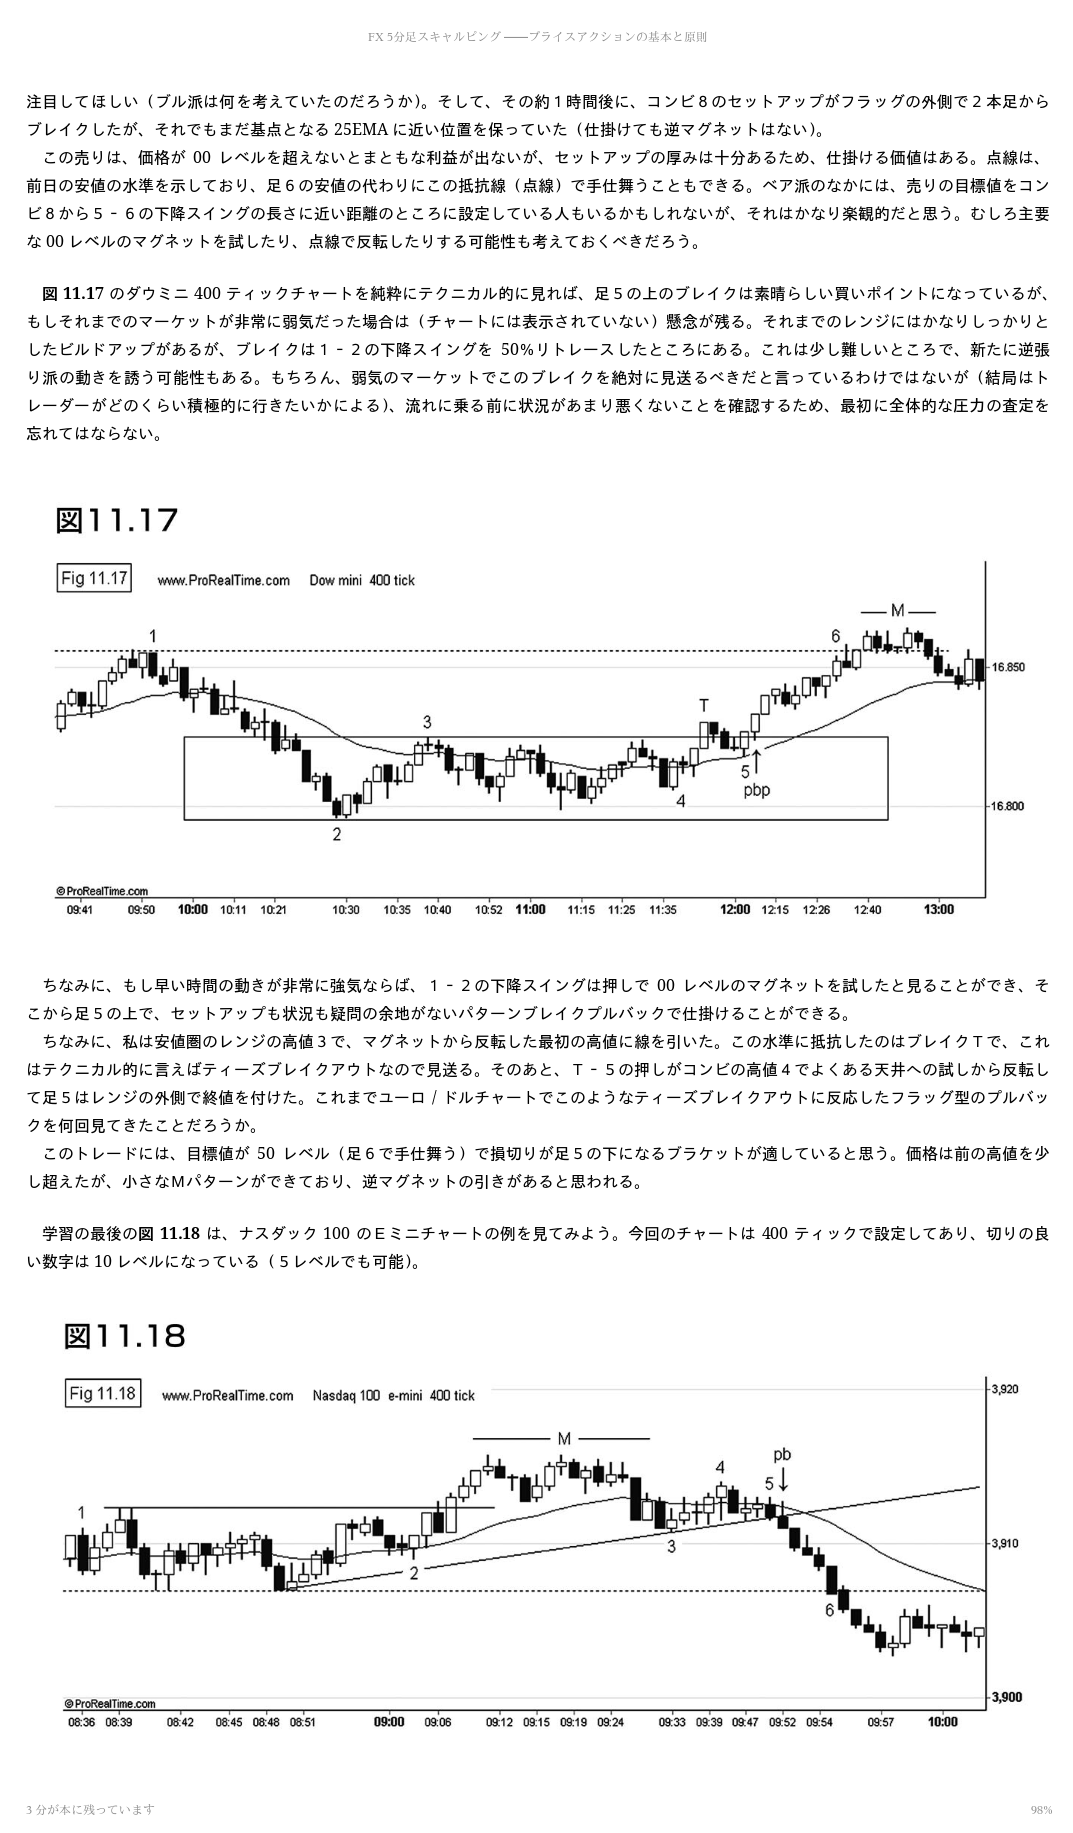 FX 5分足スキャルピング ――プライスアクションの基本と原則
注目してほしい（ブル派は何を考えていたのだろうか）。そして、その約１時間後に、コンビ８のセットアップがフラッグの外側で２本足から
ブレイクしたが、それでもまだ基点となる 25EMA に近い位置を保っていた（仕掛けても逆マグネットはない）。
この売りは、価格が 00 レベルを超えないとまともな利益が出ないが、セットアップの厚みは十分あるため、仕掛ける価値はある。点線は、
前日の安値の水準を示しており、足６の安値の代わりにこの抵抗線（点線）で手仕舞うこともできる。ベア派のなかには、売りの目標値をコン
ビ８から５‐６の下降スイングの長さに近い距離のところに設定している人もいるかもしれないが、それはかなり楽観的だと思う。むしろ主要
な 00 レベルのマグネットを試したり、点線で反転したりする可能性も考えておくべきだろう。
図 11.17 のダウミニ 400 ティックチャートを純粋にテクニカル的に見れば、足５の上のブレイクは素晴らしい買いポイントになっているが、
もしそれまでのマーケットが非常に弱気だった場合は（チャートには表示されていない）懸念が残る。それまでのレンジにはかなりしっかりと
したビルドアップがあるが、ブレイクは１‐２の下降スイングを 50%リトレースしたところにある。これは少し難しいところで、新たに逆張
り派の動きを誘う可能性もある。もちろん、弱気のマーケットでこのブレイクを絶対に見送るべきだと言っているわけではないが（結局はト
レーダーがどのくらい積極的に行きたいかによる）、流れに乗る前に状況があまり悪くないことを確認するため、最初に全体的な圧力の査定を
忘れてはならない。
図11.17
Fig 11.17 www.ProRealTime.com Dow mini 400 tick
M
1
6
16.850
T
3
5
pbp
4
16.800
2
©ProRealTime.com
09:41 09:50 10:00 10:11 10:21 10:30 10:35 10:40 10:52 11:00 11:15 11:25 11:35 12:00 12:15 12:26 12:40 13:00
ちなみに、もし早い時間の動きが非常に強気ならば、１‐２の下降スイングは押しで 00 レベルのマグネットを試したと見ることができ、そ
こから足５の上で、セットアップも状況も疑問の余地がないパターンブレイクプルバックで仕掛けることができる。
ちなみに、私は安値圏のレンジの高値３で、マグネットから反転した最初の高値に線を引いた。この水準に抵抗したのはブレイクＴで、これ
はテクニカル的に言えばティーズブレイクアウトなので見送る。そのあと、Ｔ‐５の押しがコンビの高値４でよくある天井への試しから反転し
て足５はレンジの外側で終値を付けた。これまでユーロ / ドルチャートでこのようなティーズブレイクアウトに反応したフラッグ型のプルバッ
クを何回見てきたことだろうか。
このトレードには、目標値が 50 レベル（足６で手仕舞う）で損切りが足５の下になるブラケットが適していると思う。価格は前の高値を少
し超えたが、小さなＭパターンができており、逆マグネットの引きがあると思われる。
学習の最後の図 11.18 は、ナスダック 100 のＥミニチャートの例を見てみよう。今回のチャートは 400 ティックで設定してあり、切りの良
い数字は 10 レベルになっている（５レベルでも可能）。
図11.18
Fig 11.18 www.ProRealTime.com Nasdaq 100 e-mini 400 tick
3,920
M
pb
4
5
1
3,910
3
2
6
3,900
©ProRealTime.com
08:36 08:39 08:42 08:45 08:48 08:51 09:00 09:06 09:12 09:15 09:19 09:24 09:33 09:39 09:47 09:52 09:54 09:57 10:00
3 分が本に残っています
98%